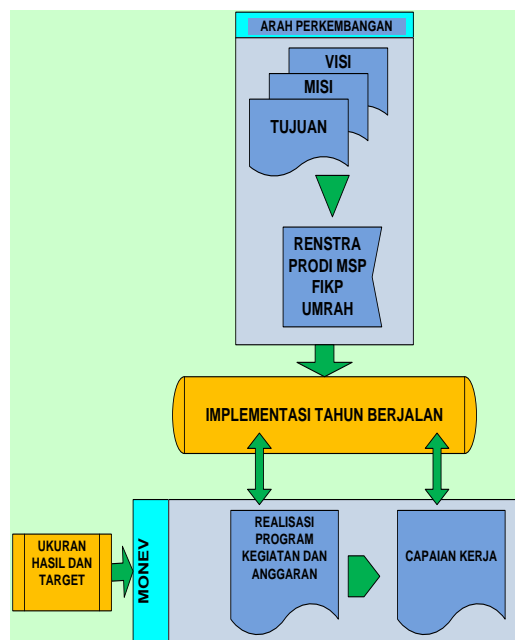 ARAH PERKEMBANGAN
VISI
MISI
TUJUAN
RENSTRA
PRODI MSP
FIKP
UMRAH
IMPLEMENTASI TAHUN BERJALAN
UKURAN
HASIL DAN
TARGET
MONEV
REALISASI
PROGRAM
KEGIATAN DAN
ANGGARAN
CAPAIAN KERJA